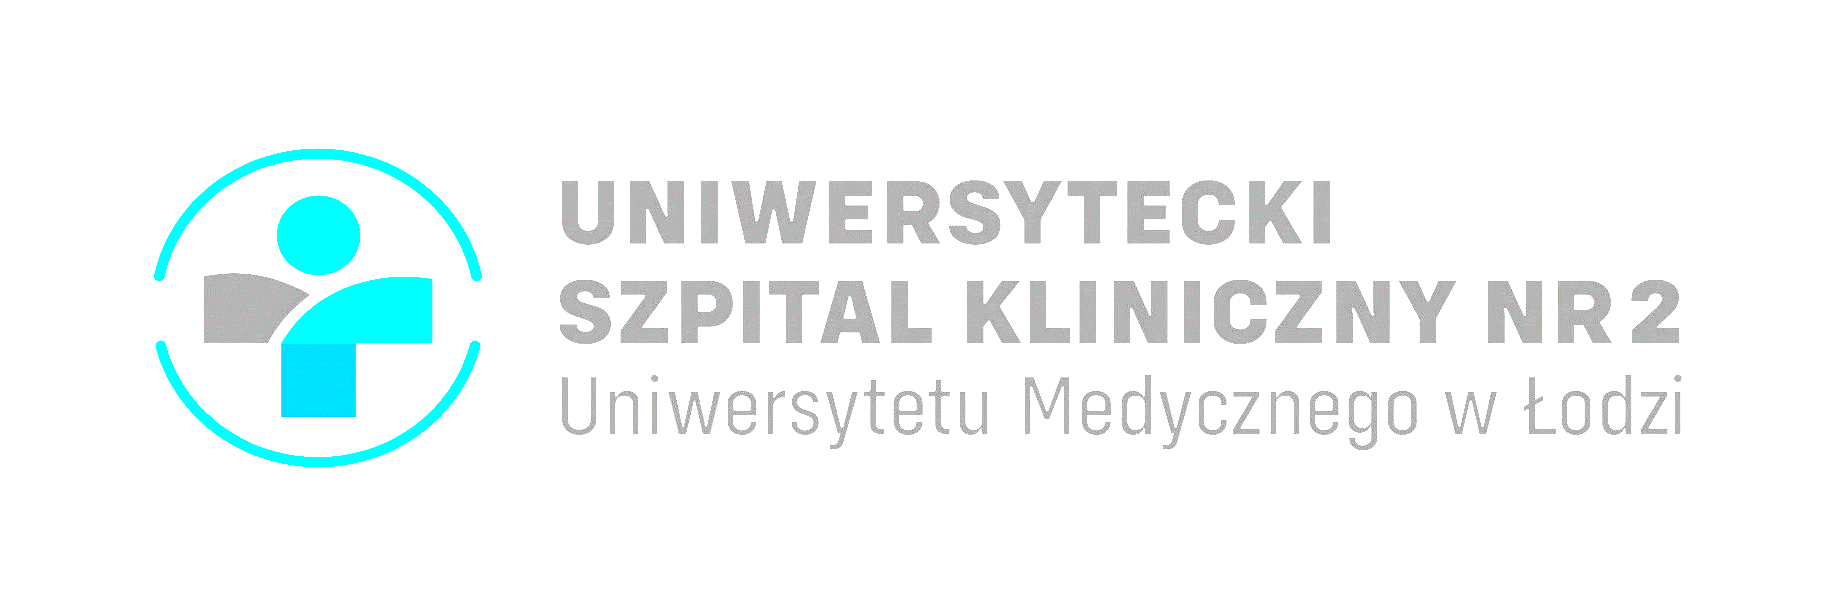 UNIWERSYTECKI
SZPITAL KLINICZNY NR 2
Uniwersytetu Medycznego w Łodzi